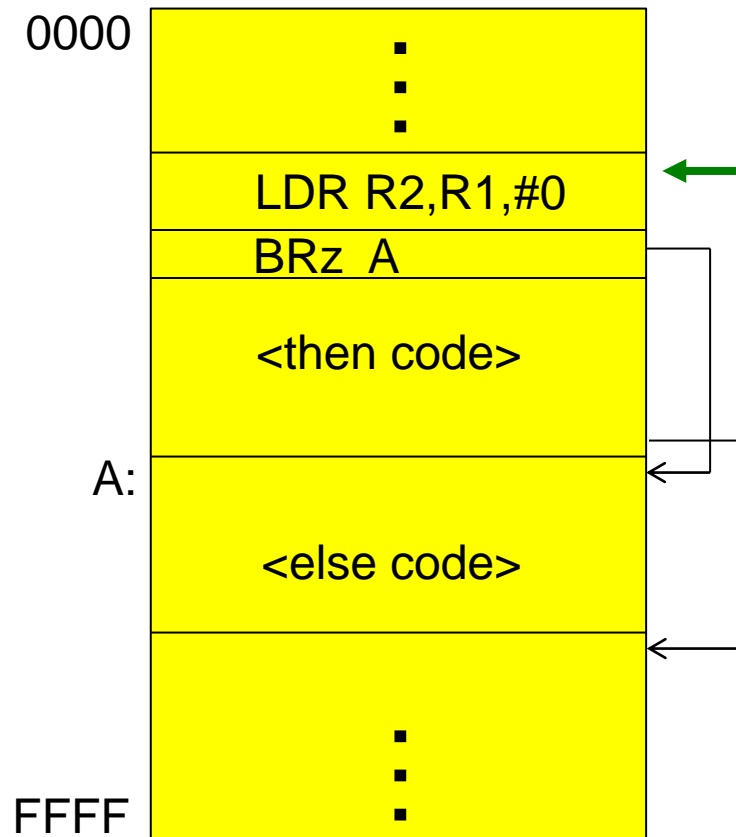 0000
LDR R2,R1,#0
BRz A
<then code>
A:
<else code>
FFFF